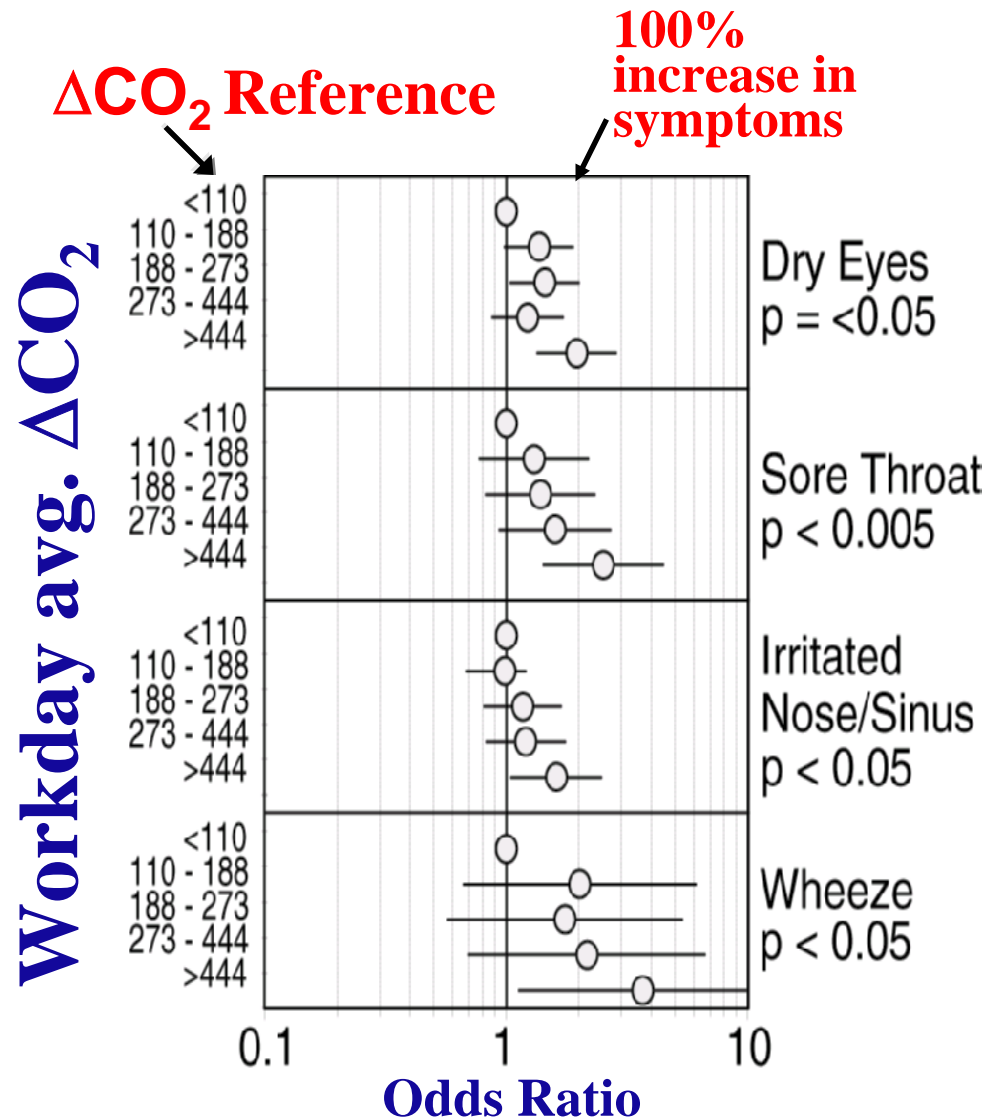 100%
increase in
symptoms
ΔCO₂ Reference
Workday avg. ΔCO₂
<110
110 - 188
188 - 273
273 - 444
>444
Dry Eyes
p = <0.05
<110
110 - 188
188 - 273
273 - 444
>444
Sore Throat
p < 0.005
<110
110 - 188
188 - 273
273 - 444
>444
Irritated
Nose/Sinus
p < 0.05
<110
110 - 188
188 - 273
273 - 444
>444
Wheeze
p < 0.05
0.1 1 10
Odds Ratio